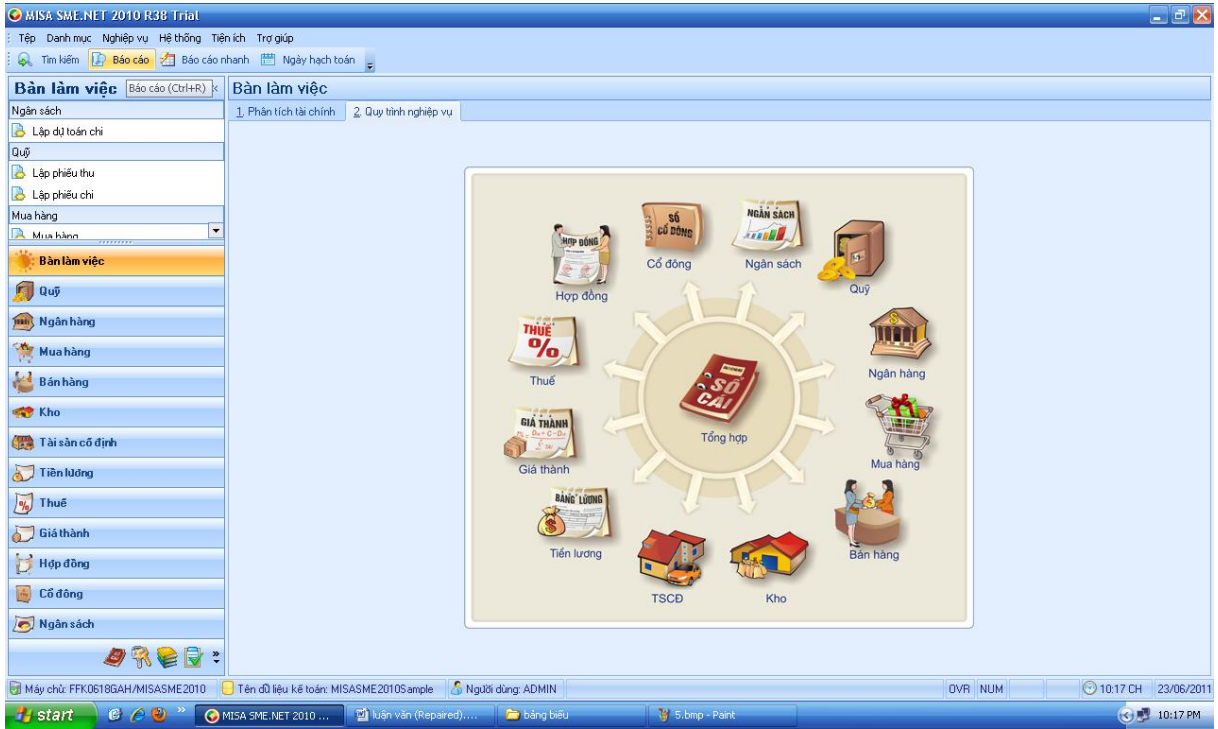 MISA SME.NET 2010 R38 Trial
Tệp Danh mục Nghiệp vụ Hệ thống Tiện ích Trợ giúp
Tìm kiếm Báo cáo Báo cáo nhanh Ngày hạch toán
Bàn làm việc Báo cáo (Ctrl+R)
Ngân sách
Lập dự toán chi
Quỹ
Lập phiếu thu
Lập phiếu chi
Mua hàng
Mua hàng
Bàn làm việc
Quỹ
Ngân hàng
Mua hàng
Bán hàng
Kho
Tài sản cố định
Tiền lương
Thuế
Giá thành
Hợp đồng
Cổ đông
Ngân sách
Bàn làm việc
1. Phân tích tài chính 2. Quy trình nghiệp vụ
HỢP ĐỒNG
Hợp đồng
SỔ CỔ ĐÔNG
Cổ đông
NGÂN SÁCH
Ngân sách
Quỹ
THUẾ %
Thuế
Ngân hàng
SỔ CÁI
Tổng hợp
GIÁ THÀNH
Giá thành
Mua hàng
BẢNG LƯƠNG
Tiền lương
Bán hàng
TSCĐ
Kho
Máy chủ: FFK0618GAH/MISASME2010 Tên dữ liệu kế toán: MISASME2010Sample Người dùng: ADMIN OVR NUM 10:17 CH 23/06/2011
start MISA SME.NET 2010 ... luận văn (Repaired).... bảng biểu 5.bmp - Paint 10:17 PM